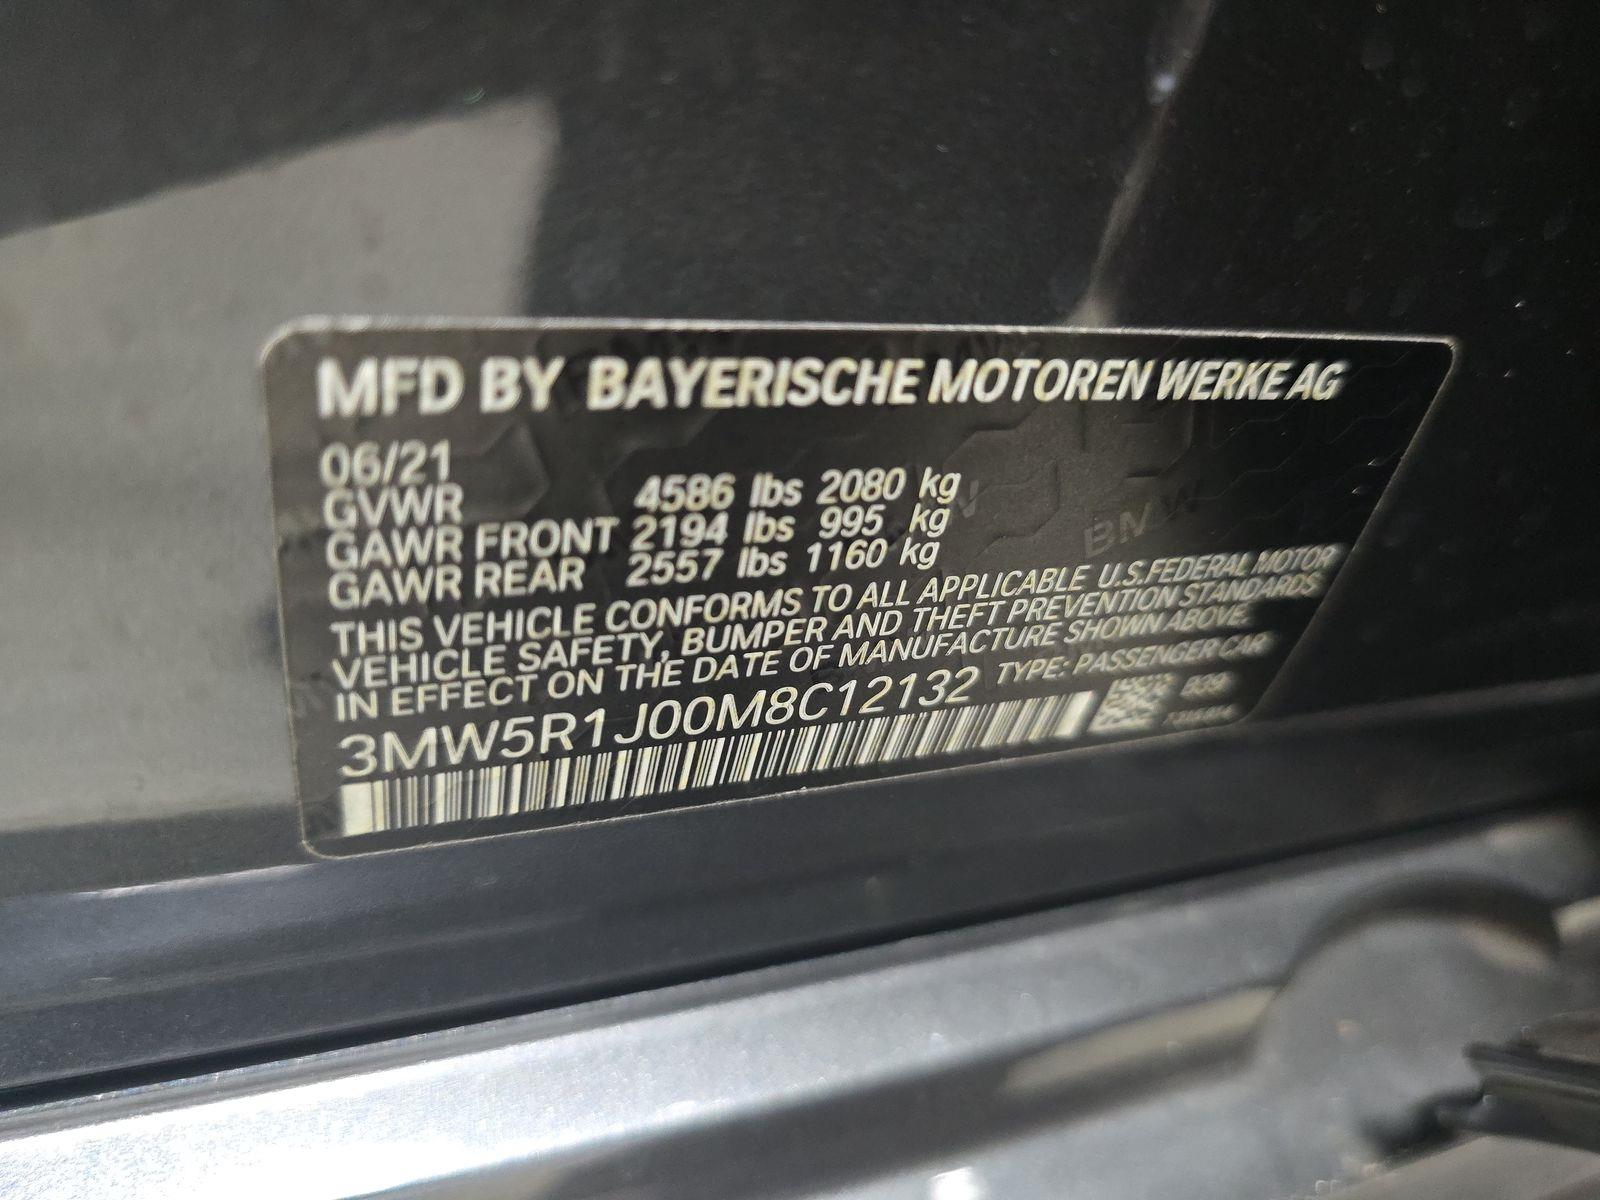 MFD BY BAYERISCHE MOTOREN WERKE AG
06/21
GVWR 4586 lbs 2080 kg
GAWR FRONT 2194 lbs 995 kg
GAWR REAR 2557 lbs 1160 kg
THIS VEHICLE CONFORMS TO ALL APPLICABLE U.S.FEDERAL MOTOR
VEHICLE SAFETY, BUMPER AND THEFT PREVENTION STANDARDS
IN EFFECT ON THE DATE OF MANUFACTURE SHOWN ABOVE.
3MW5R1J00M8C12132 TYPE: PASSENGER CAR
BMW